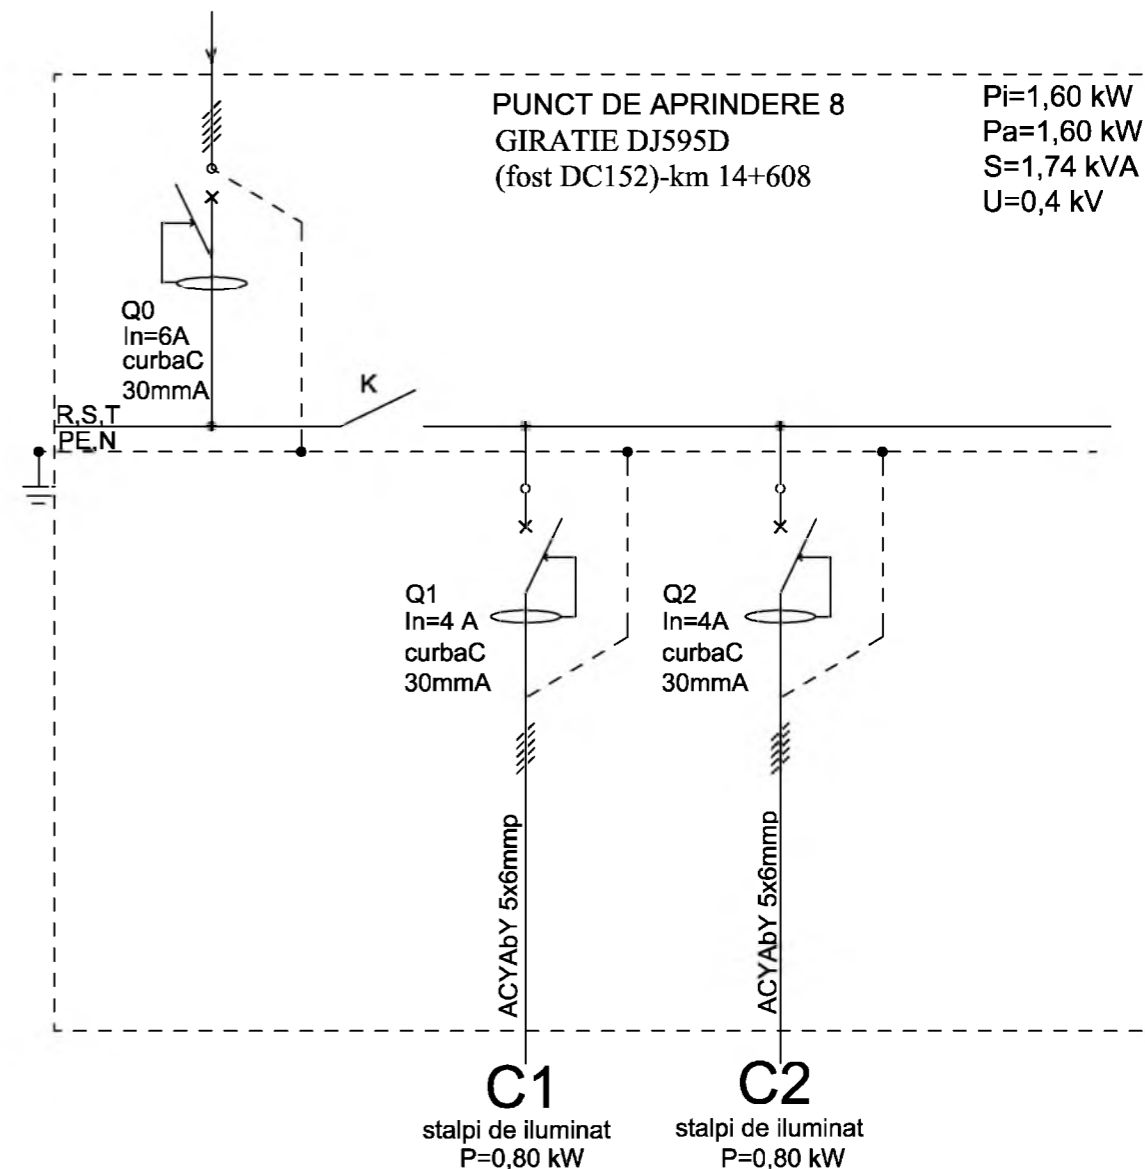 PUNCT DE APRINDERE 8
GIRATIE DJ595D
(fost DC152)-km 14+608
Pi=1,60 kW
Pa=1,60 kW
S=1,74 kVA
U=0,4 kV
Q0
In=6A
curbaC
30mmA
K
R,S,T
PE,N
Q1
In=4 A
curbaC
30mmA
Q2
In=4A
curbaC
30mmA
ACYAbY 5x6mmp
ACYAbY 5x6mmp
C1
stalpi de iluminat
P=0,80 kW
C2
stalpi de iluminat
P=0,80 kW